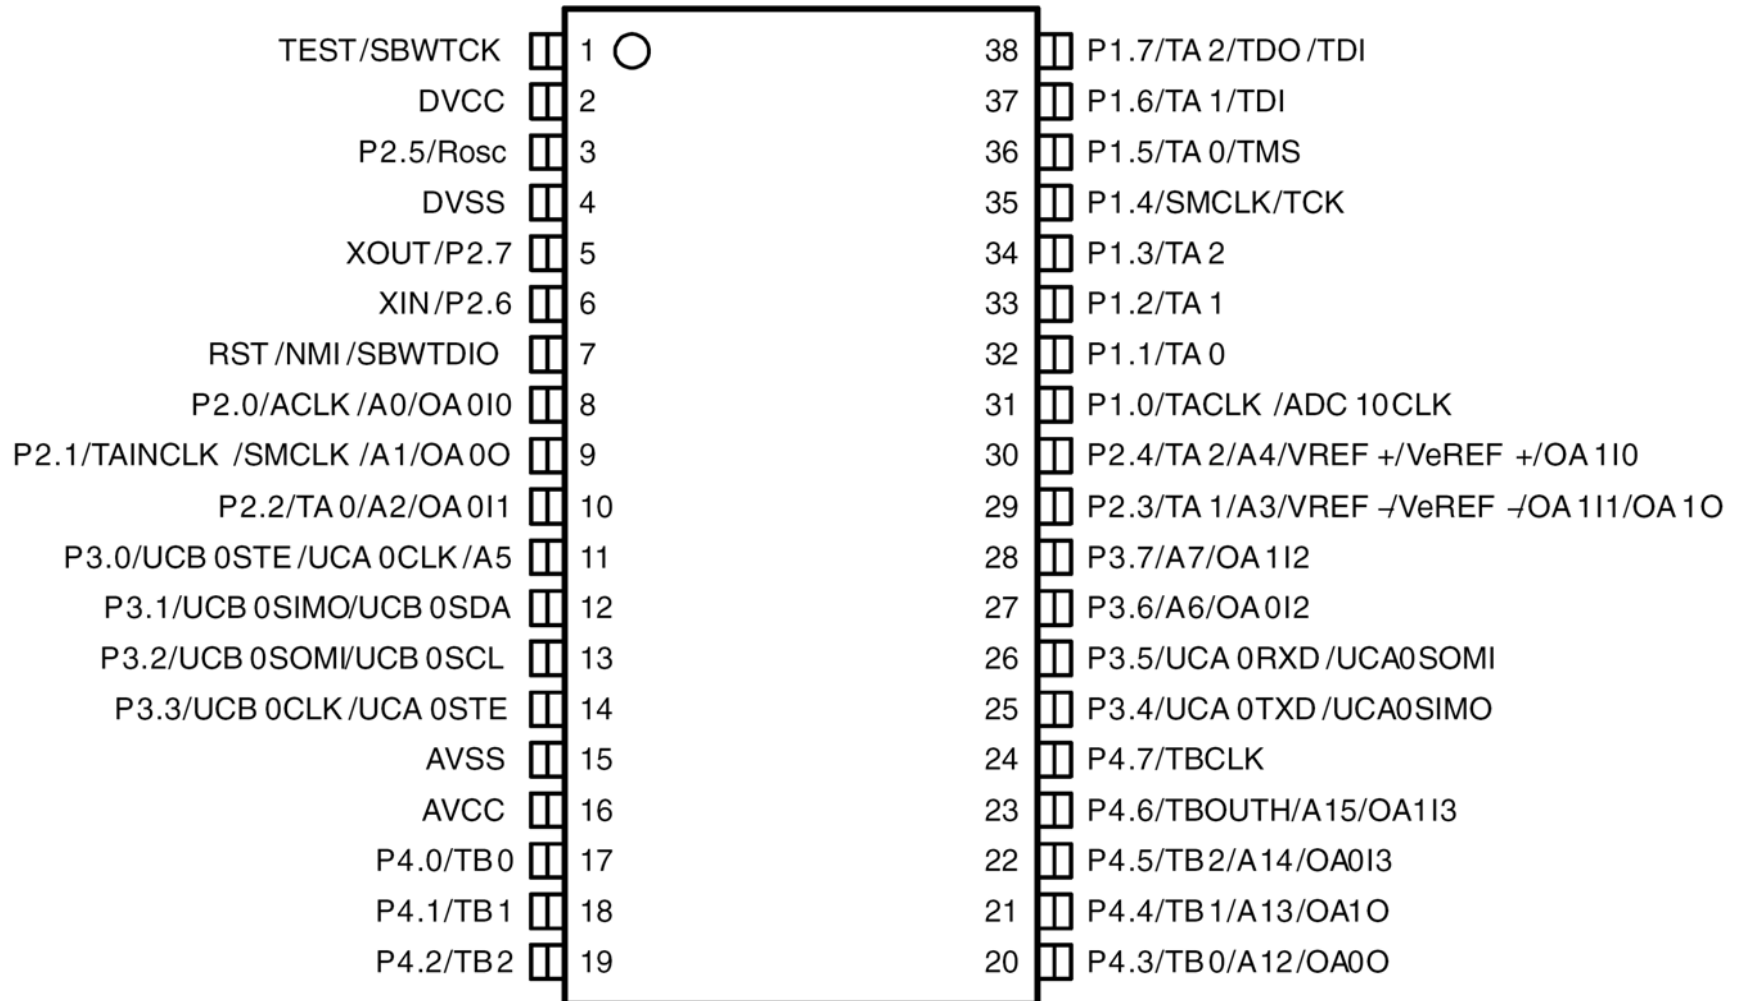 TEST/SBWTCK 1 38 P1.7/TA2/TDO/TDI
DVCC 2 37 P1.6/TA1/TDI
P2.5/Rosc 3 36 P1.5/TA0/TMS
DVSS 4 35 P1.4/SMCLK/TCK
XOUT/P2.7 5 34 P1.3/TA2
XIN/P2.6 6 33 P1.2/TA1
RST/NMI/SBWTDIO 7 32 P1.1/TA0
P2.0/ACLK/A0/OA0I0 8 31 P1.0/TACLK/ADC10CLK
P2.1/TAINCLK/SMCLK/A1/OA0O 9 30 P2.4/TA2/A4/VREF+/VeREF+/OA1I0
P2.2/TA0/A2/OA0I1 10 29 P2.3/TA1/A3/VREF-/VeREF-/OA1I1/OA1O
P3.0/UCB0STE/UCA0CLK/A5 11 28 P3.7/A7/OA1I2
P3.1/UCB0SIMO/UCB0SDA 12 27 P3.6/A6/OA0I2
P3.2/UCB0SOMI/UCB0SCL 13 26 P3.5/UCA0RXD/UCA0SOMI
P3.3/UCB0CLK/UCA0STE 14 25 P3.4/UCA0TXD/UCA0SIMO
AVSS 15 24 P4.7/TBCLK
AVCC 16 23 P4.6/TBOUTH/A15/OA1I3
P4.0/TB0 17 22 P4.5/TB2/A14/OA0I3
P4.1/TB1 18 21 P4.4/TB1/A13/OA1O
P4.2/TB2 19 20 P4.3/TB0/A12/OA0O